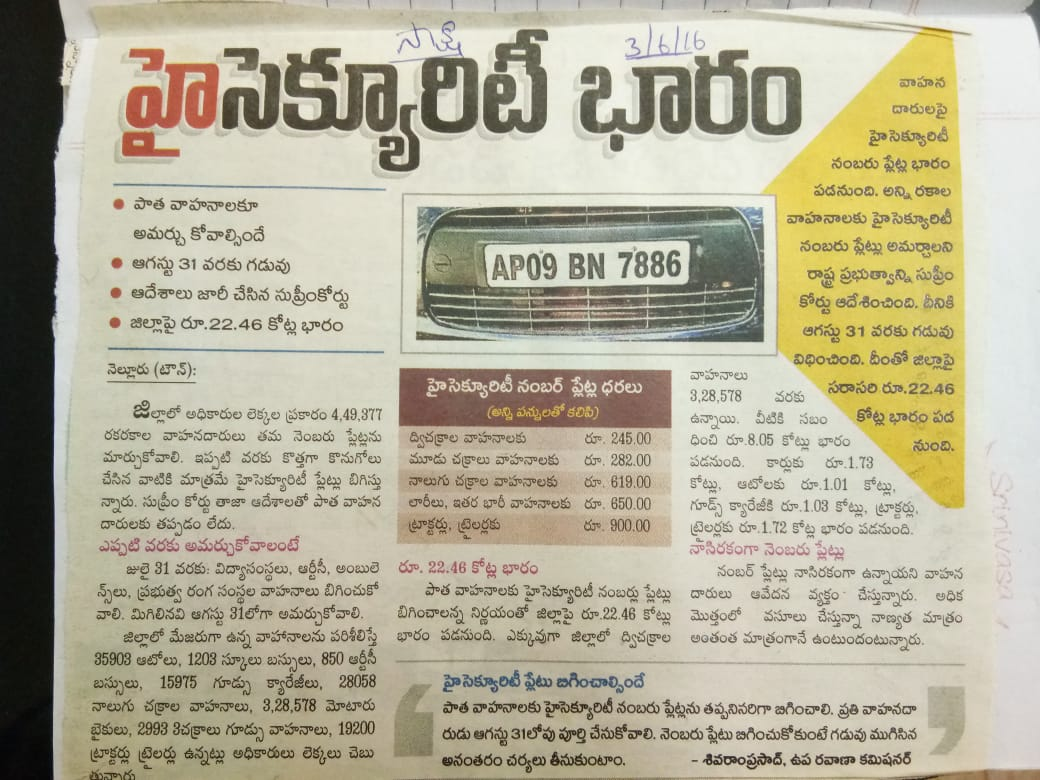 సాక్షి
3/6/16
హైసెక్యూరిటీ భారం
వాహన
దారులపై
హైసెక్యూరిటీ
నంబరు ప్లేట్ల భారం
పడనుంది. అన్ని రకాల
వాహనాలకు హైసెక్యూరిటీ
నంబరు ప్లేట్లు అమర్చాలని
రాష్ట్ర ప్రభుత్వాన్ని సుప్రీం
కోర్టు ఆదేశించింది. దీనికి
ఆగస్టు 31 వరకు గడువు
విధించింది. దీంతో జిల్లాపై
సరాసరి రూ.22.46
కోట్ల భారం పడ
నుంది.
పాత వాహనాలకూ
అమర్చు కోవాల్సిందే
ఆగస్టు 31 వరకు గడువు
ఆదేశాలు జారీ చేసిన సుప్రీంకోర్టు
జిల్లాపై రూ.22.46 కోట్ల భారం
AP09 BN 7886
నెల్లూరు (టౌన్):
జిల్లాలో అధికారుల లెక్కల ప్రకారం 4,49,377
రకరకాల వాహనదారులు తమ నెంబరు ప్లేట్లను
మార్చుకోవాలి. ఇప్పటి వరకు కొత్తగా కొనుగోలు
చేసిన వాటికి మాత్రమే హైసెక్యూరిటీ ప్లేట్లు బిగిస్తు
న్నారు. సుప్రీం కోర్టు తాజా ఆదేశాలతో పాత వాహన
దారులకు తప్పడం లేదు.
ఎప్పటి వరకు అమర్చుకోవాలంటే
జులై 31 వరకు: విద్యాసంస్థలు, ఆర్టీసీ, అంబులె
న్స్‌లు, ప్రభుత్వ రంగ సంస్థల వాహనాలు బిగించుకో
వాలి. మిగిలినవి ఆగస్టు 31లోగా అమర్చుకోవాలి.
జిల్లాలో మేజరుగా ఉన్న వాహానాలను పరిశీలిస్తే
35903 ఆటోలు, 1203 స్కూలు బస్సులు, 850 ఆర్టీసీ
బస్సులు, 15975 గూడ్సు క్యారేజీలు, 28058
నాలుగు చక్రాల వాహనాలు, 3,28,578 మోటారు
బైకులు, 2993 3చక్రాలు గూడ్సు వాహనాలు, 19200
ట్రాక్టర్లు ట్రైలర్లు ఉన్నట్లు అధికారులు లెక్కలు చెబు
తున్నారు
హైసెక్యూరిటీ నంబర్ ప్లేట్ల ధరలు
(అన్ని పన్నులతో కలిపి)
ద్విచక్రాల వాహనాలకు రూ. 245.00
మూడు చక్రాలు వాహనాలకు రూ. 282.00
నాలుగు చక్రాల వాహనాలకు రూ. 619.00
లారీలు, ఇతర భారీ వాహనాలకు రూ. 650.00
ట్రాక్టర్లు, ట్రైలర్లకు రూ. 900.00
రూ. 22.46 కోట్ల భారం
పాత వాహనాలకు హైసెక్యూరిటీ నంబర్లు ప్లేట్లు
బిగించాలన్న నిర్ణయంతో జిల్లాపై రూ.22.46 కోట్లు
భారం పడనుంది. ఎక్కువుగా జిల్లాలో ద్విచక్రాల
వాహనాలు
3,28,578 వరకు
ఉన్నాయి. వీటికి సబం
ధించి రూ.8.05 కోట్లు భారం
పడనుంది. కార్లుకు రూ.1.73
కోట్లు, ఆటోలకు రూ.1.01 కోట్లు,
గూడ్స్ క్యారేజీకి రూ.1.03 కోట్లు, ట్రాక్టర్లు,
ట్రైలర్లకు రూ.1.72 కోట్ల భారం పడనుంది.
నాసిరకంగా నెంబరు ప్లేట్లు
నంబర్ ప్లేట్లు నాసిరకంగా ఉన్నాయని వాహన
దారులు ఆవేదన వ్యక్తం చేస్తున్నారు. అధిక
మొత్తంలో వసూలు చేస్తున్నా నాణ్యత మాత్రం
అంతంత మాత్రంగానే ఉంటుందంటున్నారు.
హైసెక్యూరిటీ ప్లేటు బిగించాల్సిందే
పాత వాహనాలకు హైసెక్యూరిటీ నంబరు ప్లేట్లను తప్పనిసరిగా బిగించాలి. ప్రతి వాహనదా
రుడు ఆగస్టు 31లోపు పూర్తి చేసుకోవాలి. నెంబరు ప్లేటు బిగించుకోకుంటే గడువు ముగిసిన
అనంతరం చర్యలు తీసుకుంటాం. - శివరాంప్రసాద్, ఉప రవాణా కమిషనర్